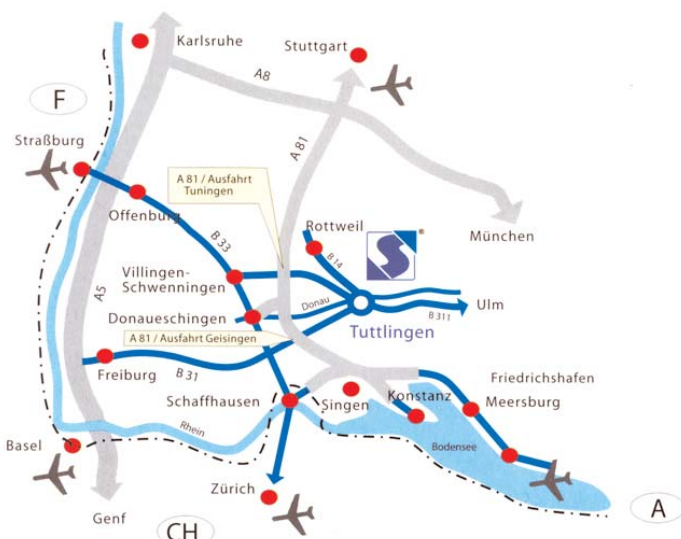 Karlsruhe
Stuttgart
A8
F
A 81
Straßburg
A 81 / Ausfahrt
Tuningen
Offenburg
Rottweil
®
München
B 33
B 14
Villingen-
Schwenningen
A5
Donau
Ulm
Donaueschingen
B 311
Tuttlingen
A 81 / Ausfahrt Geisingen
Freiburg
B 31
Friedrichshafen
Schaffhausen
Singen
Konstanz
Meersburg
Rhein
Basel
Bodensee
Zürich
A
Genf
CH